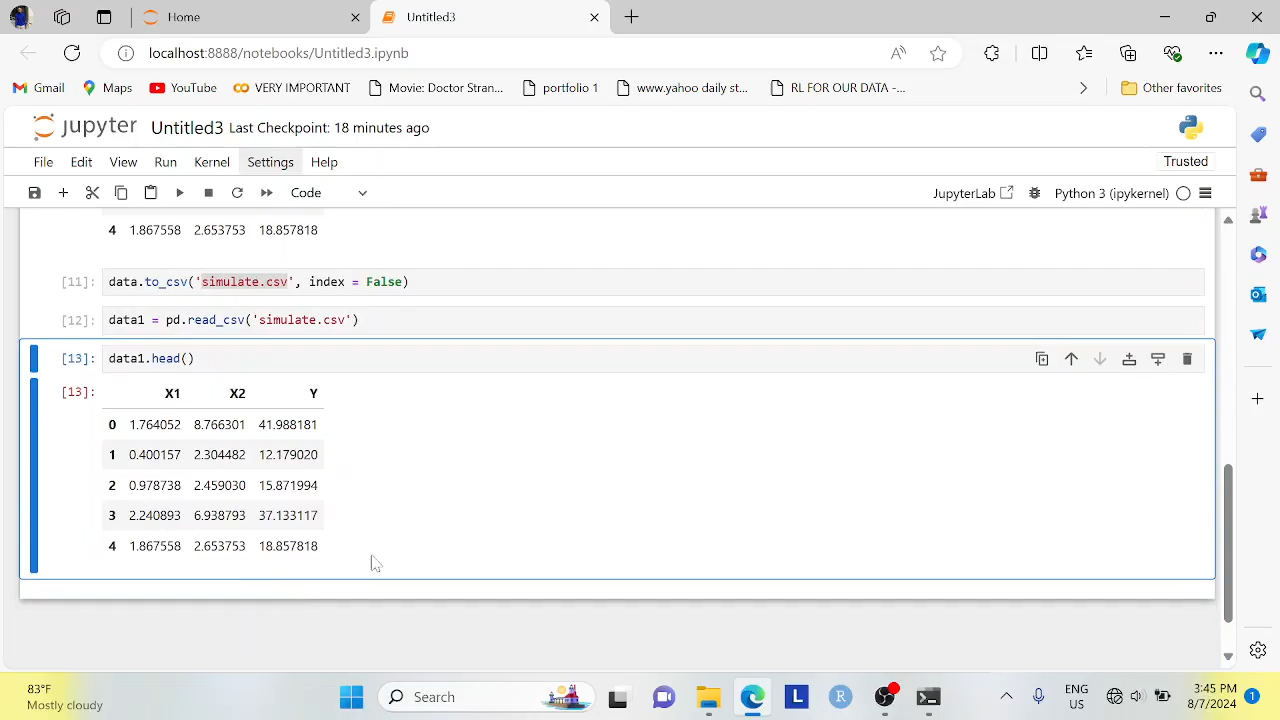 Home
Untitled3
localhost:8888/notebooks/Untitled3.ipynb
Gmail
Maps
YouTube
VERY IMPORTANT
Movie: Doctor Stran...
portfolio 1
www.yahoo daily st...
RL FOR OUR DATA -...
Other favorites
jupyter Untitled3 Last Checkpoint: 18 minutes ago
File Edit View Run Kernel Settings Help
Trusted
Code
JupyterLab
Python 3 (ipykernel)
4 1.867558 2.653753 18.857818
[11]: data.to_csv('simulate.csv', index = False)
[12]: data1 = pd.read_csv('simulate.csv')
[13]: data1.head()
[13]: X1 X2 Y
0 1.764052 8.766301 41.988181
1 0.400157 2.304482 12.179020
2 0.978738 2.459030 15.871994
3 2.240893 6.938793 37.133117
4 1.867558 2.653753 18.857818
83°F
Mostly cloudy
Search
L
R
ENG
US
3:45 PM
8/7/2024
1